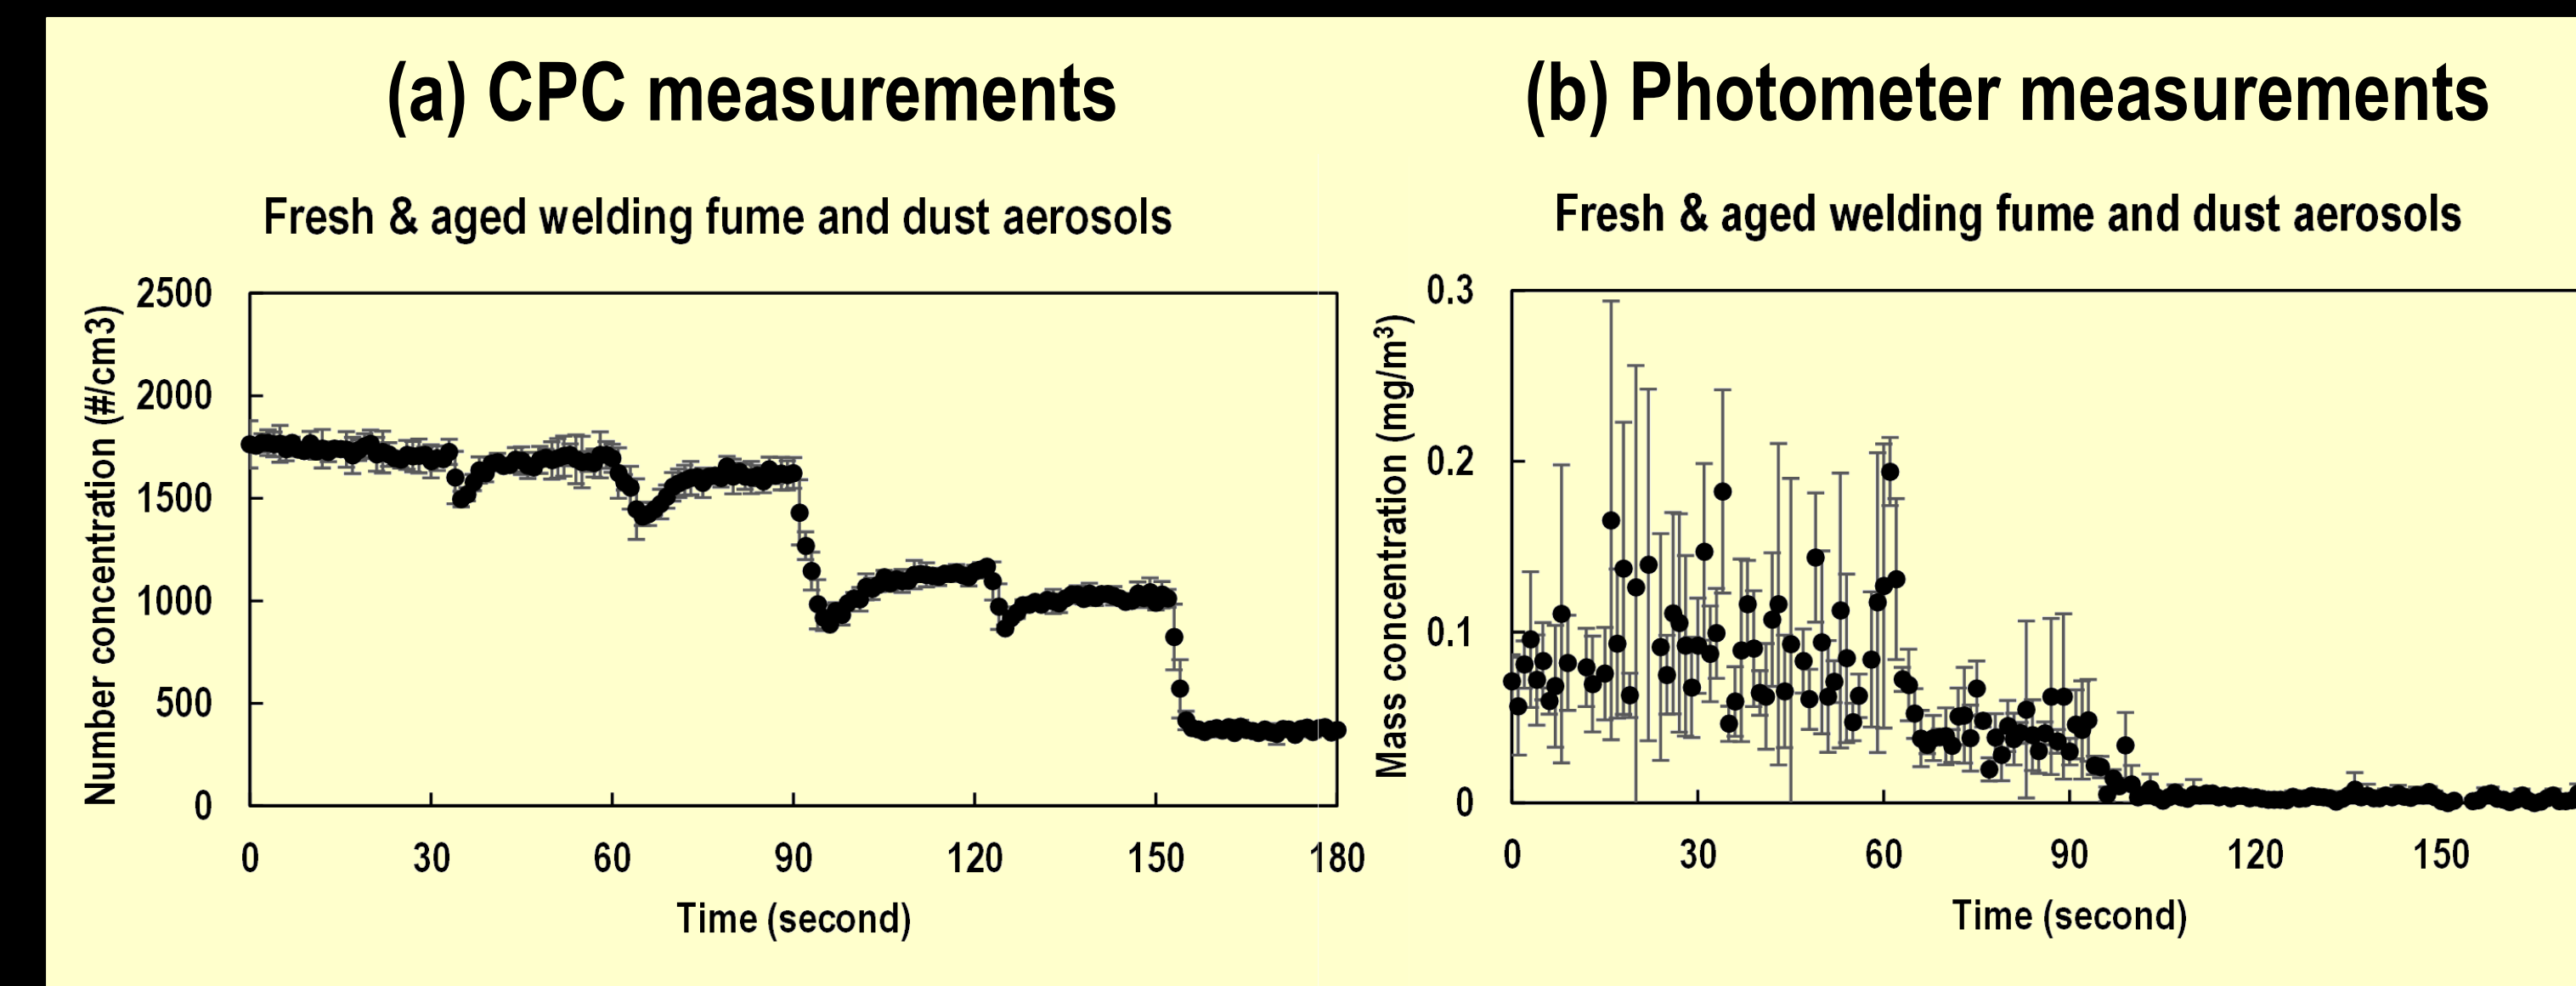 (a) CPC measurements
Fresh & aged welding fume and dust aerosols
Number concentration (#/cm3)
2500
2000
1500
1000
500
0
0 30 60 90 120 150 180
Time (second)
(b) Photometer measurements
Fresh & aged welding fume and dust aerosols
Mass concentration (mg/m³)
0.3
0.2
0.1
0
0 30 60 90 120 150
Time (second)